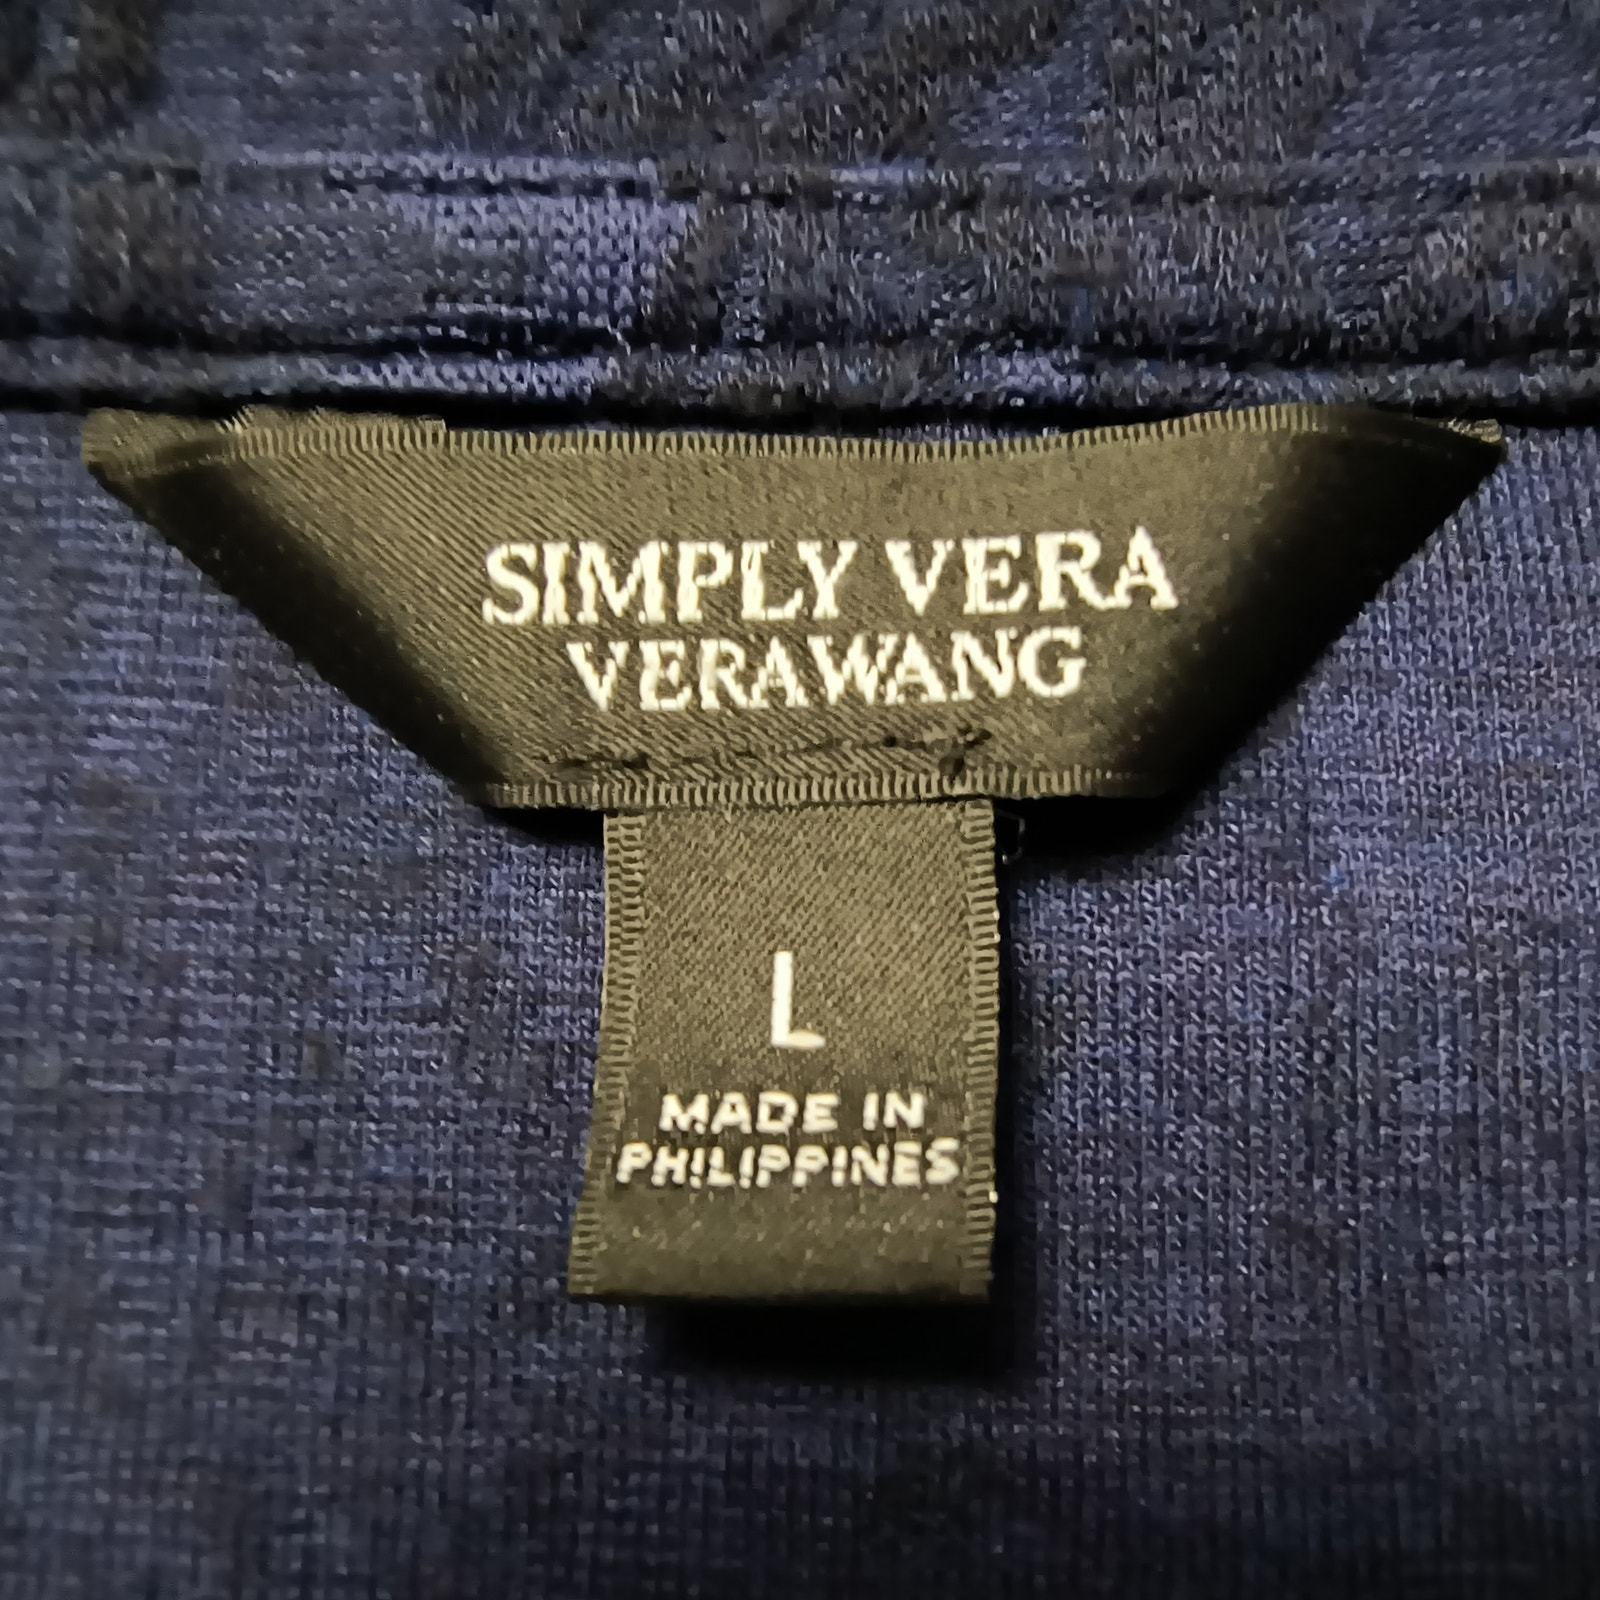 SIMPLY VERA
VERAWANG
L
MADE IN
PHILIPPINES